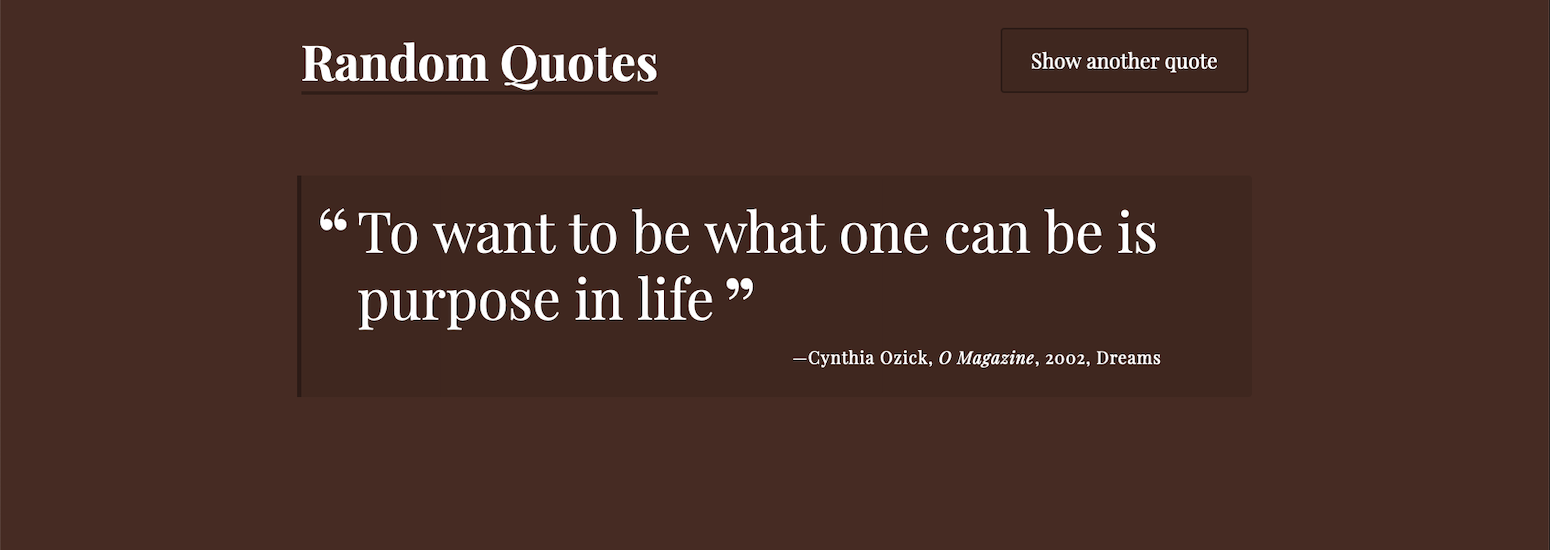 Random Quotes
Show another quote
“ To want to be what one can be is
purpose in life ”
—Cynthia Ozick, O Magazine, 2002, Dreams